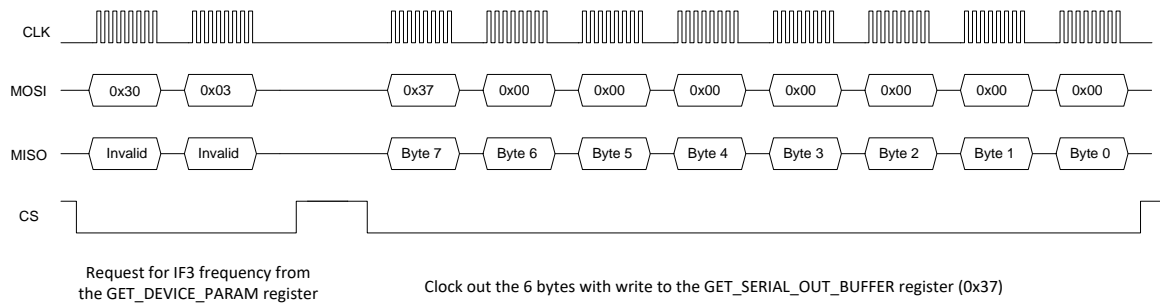 CLK
MOSI 0x30 0x03 0x37 0x00 0x00 0x00 0x00 0x00 0x00 0x00
MISO Invalid Invalid Byte 7 Byte 6 Byte 5 Byte 4 Byte 3 Byte 2 Byte 1 Byte 0
CS
Request for IF3 frequency from
the GET_DEVICE_PARAM register
Clock out the 6 bytes with write to the GET_SERIAL_OUT_BUFFER register (0x37)